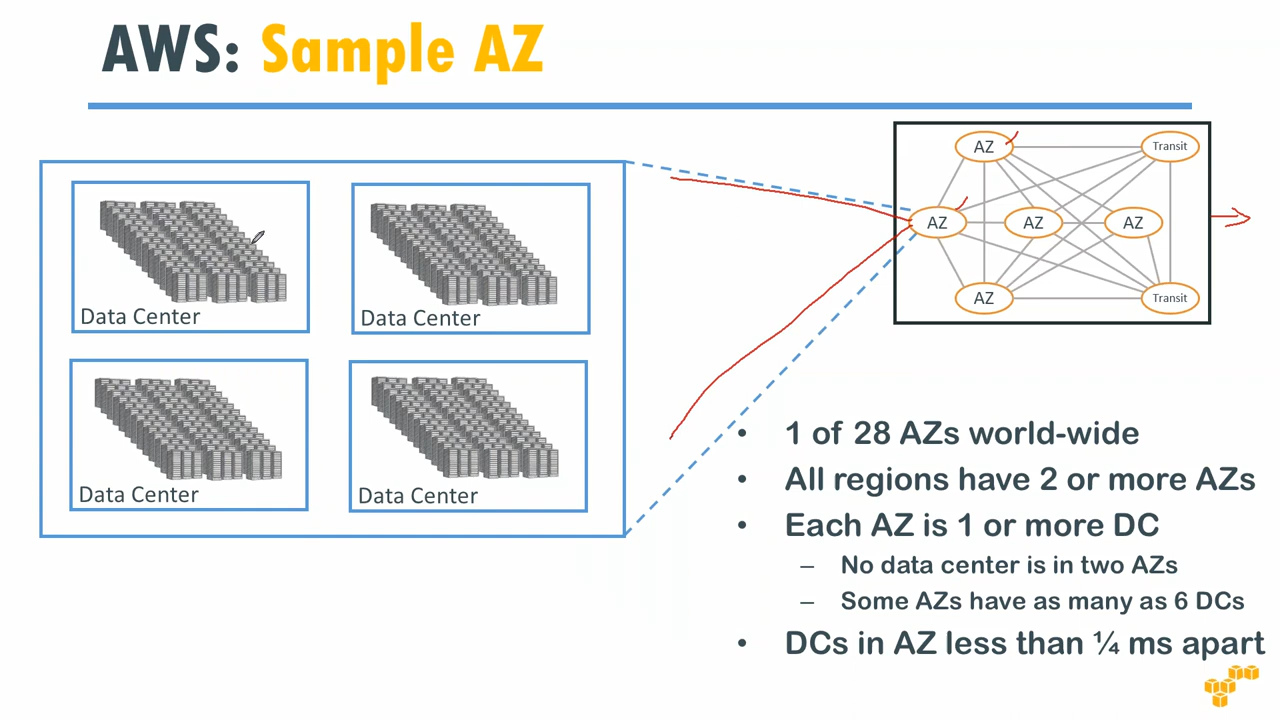 AWS: Sample AZ
Data Center
Data Center
Data Center
Data Center
AZ
Transit
AZ
AZ
AZ
AZ
Transit
• 1 of 28 AZs world-wide
• All regions have 2 or more AZs
• Each AZ is 1 or more DC
– No data center is in two AZs
– Some AZs have as many as 6 DCs
• DCs in AZ less than ¼ ms apart